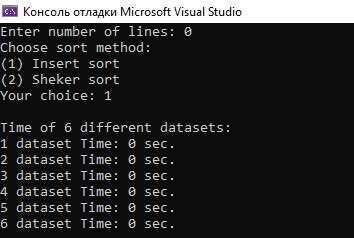 Консоль отладки Microsoft Visual Studio
Enter number of lines: 0
Choose sort method:
(1) Insert sort
(2) Sheker sort
Your choice: 1
Time of 6 different datasets:
1 dataset Time: 0 sec.
2 dataset Time: 0 sec.
3 dataset Time: 0 sec.
4 dataset Time: 0 sec.
5 dataset Time: 0 sec.
6 dataset Time: 0 sec.